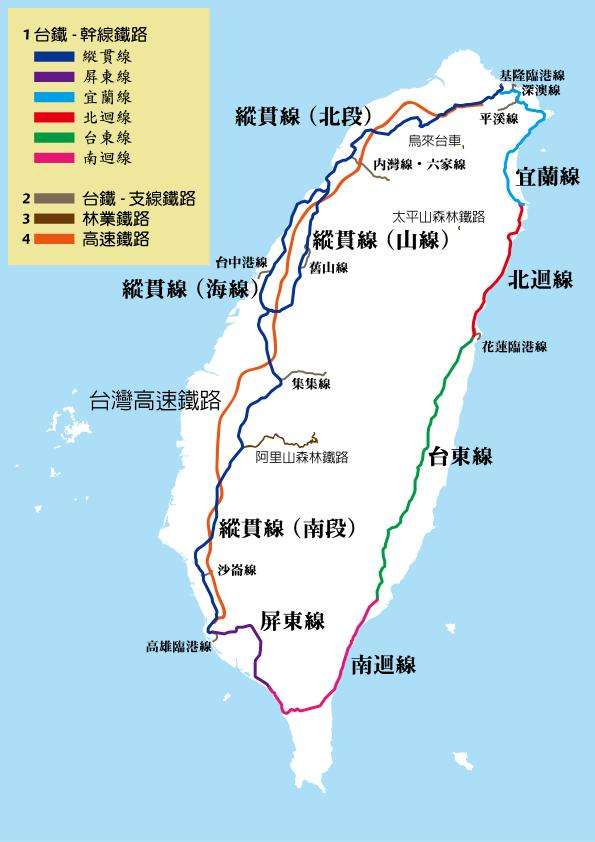 1 台鐵 - 幹線鐵路
縱貫線
屏東線
宜蘭線
北迴線
台東線
南迴線
2 台鐵 - 支線鐵路
3 林業鐵路
4 高速鐵路
基隆臨港線
深澳線
平溪線
縱貫線（北段）
烏來台車
內灣線・六家線
宜蘭線
太平山森林鐵路
縱貫線（山線）
台中港線
舊山線
北迴線
縱貫線（海線）
花蓮臨港線
集集線
台灣高速鐵路
阿里山森林鐵路
台東線
縱貫線（南段）
沙崙線
屏東線
高雄臨港線
南迴線